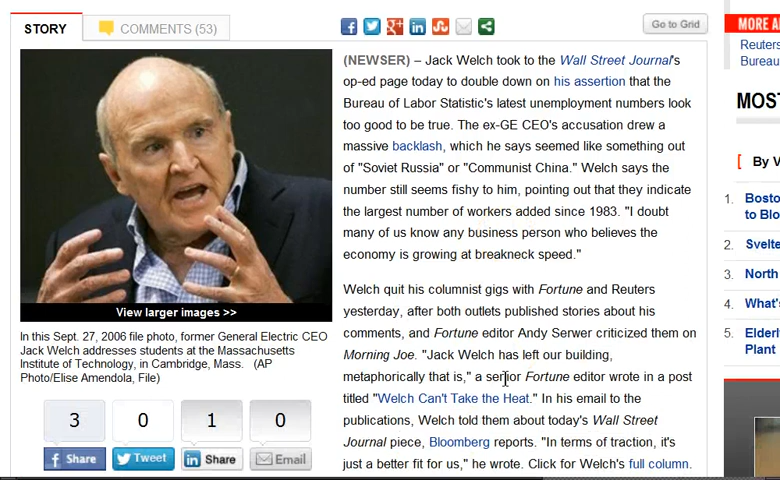 STORY
COMMENTS (53)
Go to Grid
View larger images >>
In this Sept. 27, 2006 file photo, former General Electric CEO
Jack Welch addresses students at the Massachusetts
Institute of Technology, in Cambridge, Mass. (AP
Photo/Elise Amendola, File)
3 0 1 0
Share Tweet Share Email
(NEWSER) – Jack Welch took to the Wall Street Journal's
op-ed page today to double down on his assertion that the
Bureau of Labor Statistic's latest unemployment numbers look
too good to be true. The ex-GE CEO's accusation drew a
massive backlash, which he says seemed like something out
of "Soviet Russia" or "Communist China." Welch says the
number still seems fishy to him, pointing out that they indicate
the largest number of workers added since 1983. "I doubt
many of us know any business person who believes the
economy is growing at breakneck speed."
Welch quit his columnist gigs with Fortune and Reuters
yesterday, after both outlets published stories about his
comments, and Fortune editor Andy Serwer criticized them on
Morning Joe. "Jack Welch has left our building,
metaphorically that is," a senior Fortune editor wrote in a post
titled "Welch Can't Take the Heat." In his email to the
publications, Welch told them about today's Wall Street
Journal piece, Bloomberg reports. "In terms of traction, it's
just a better fit for us," he wrote. Click for Welch's full column.
MORE A
Reuters
Bureau
MOS
[ By V
1. Bosto
to Blo
2. Svelte
3. North
4. What's
5. Elderl
Plant